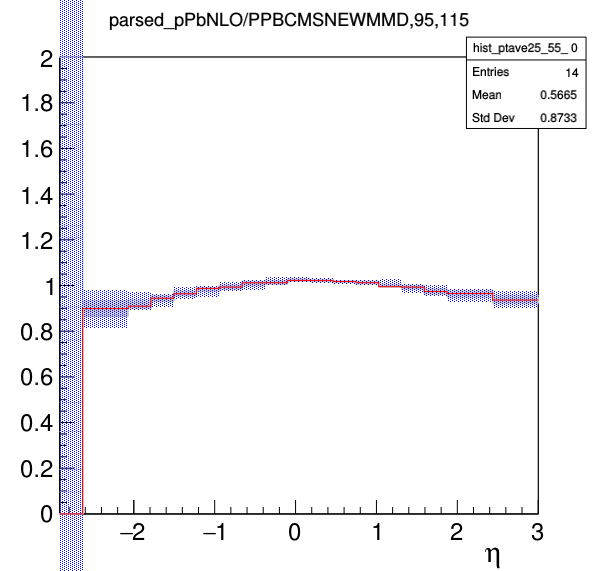 parsed_pPbNLO/PPBCMSNEWMMD,95,115
hist_ptave25_55_ 0
Entries 14
Mean 0.5665
Std Dev 0.8733
2
1.8
1.6
1.4
1.2
1
0.8
0.6
0.4
0.2
0
−2 −1 0 1 2 3
η